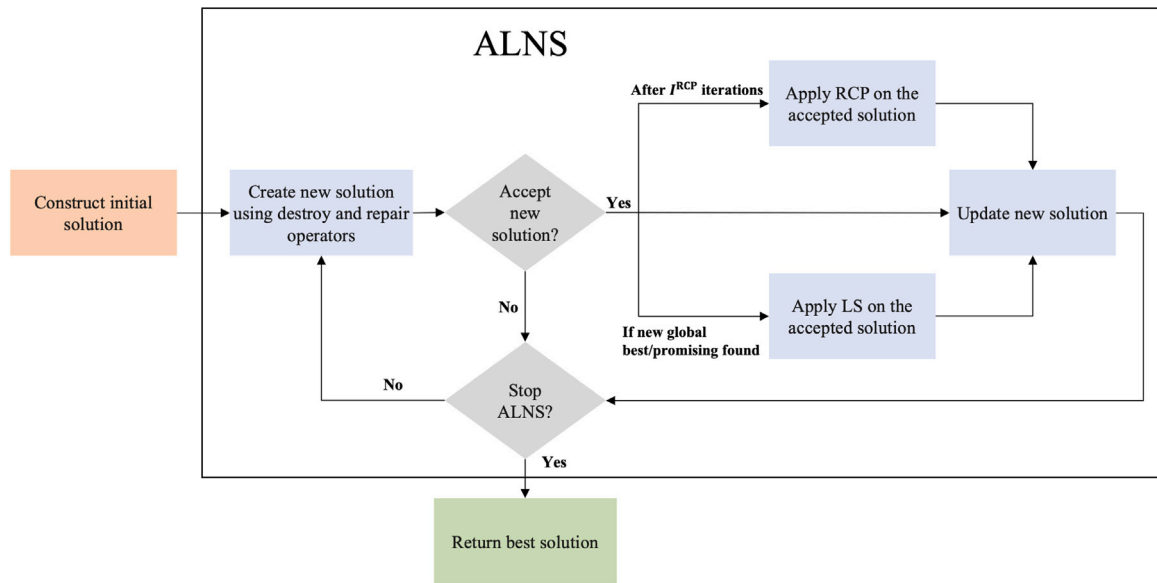 ALNS
After I^RCP iterations
Apply RCP on the
accepted solution
Construct initial
solution
Create new solution
using destroy and repair
operators
Accept
new
solution?
Yes
Update new solution
No
If new global
best/promising found
Apply LS on the
accepted solution
No
Stop
ALNS?
Yes
Return best solution